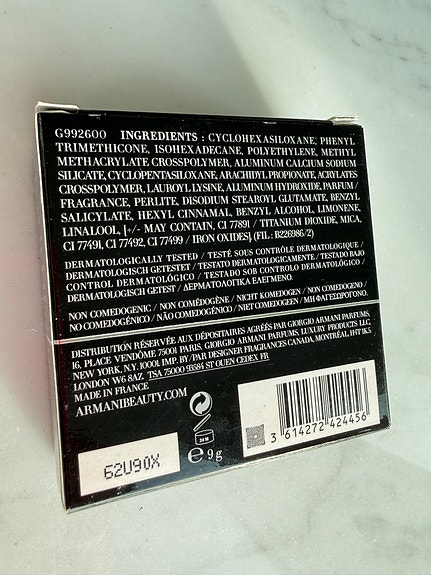 G992600 INGREDIENTS : CYCLOHEXASILOXANE, PHENYL
TRIMETHICONE, ISOHEXADECANE, POLYETHYLENE, METHYL
METHACRYLATE CROSSPOLYMER, ALUMINUM CALCIUM SODIUM
SILICATE, CYCLOPENTASILOXANE, ARACHIDYL PROPIONATE, ACRYLATES
CROSSPOLYMER, LAUROYL LYSINE, ALUMINUM HYDROXIDE, PARFUM /
FRAGRANCE, PERLITE, DISODIUM STEAROYL GLUTAMATE, BENZYL
SALICYLATE, HEXYL CINNAMAL, BENZYL ALCOHOL, LIMONENE,
LINALOOL, [+/- MAY CONTAIN, CI 77891 / TITANIUM DIOXIDE, MICA,
CI 77491, CI 77492, CI 77499 / IRON OXIDES], (FIL : B226986/2)
DERMATOLOGICALLY TESTED / TESTÉ SOUS CONTRÔLE DERMATOLOGIQUE /
DERMATOLOGISCH GETESTET / TESTATO DERMATOLOGICAMENTE / TESTADO BAJO
CONTROL DERMATOLÓGICO / TESTADO SOB CONTROLO DERMATOLÓGICO /
DERMATOLOGISCH GETEST / ΔΕΡΜΑΤΟΛΟΓΙΚΑ ΕΛΕΓΜΕΝΟ.
NON COMEDOGENIC / NON COMÉDOGÈNE / NICHT KOMEDOGEN / NON COMEDOGENO /
NO COMEDOGÉNICO / NÃO COMEDOGÉNICO / NIET COMEDOGEEN / ΜΗ ΦΑΓΕΣΩΡΟΓΟΝΟ.
DISTRIBUTION RÉSERVÉE AUX DÉPOSITAIRES AGRÉÉS PAR GIORGIO ARMANI PARFUMS,
16, PLACE VENDÔME 75001 PARIS, GIORGIO ARMANI PARFUMS, LUXURY PRODUCTS LLC,
NEW YORK, N.Y. 10001. IMP. BY/PAR DESIGNER FRAGRANCES CANADA, MONTRÉAL, H1T 1K5.
LONDON W6 8AZ. TSA 75000 93584 ST OUEN CEDEX FR
MADE IN FRANCE
ARMANIBEAUTY.COM
24 M
62U90X
e 9 g
3 614272 424456